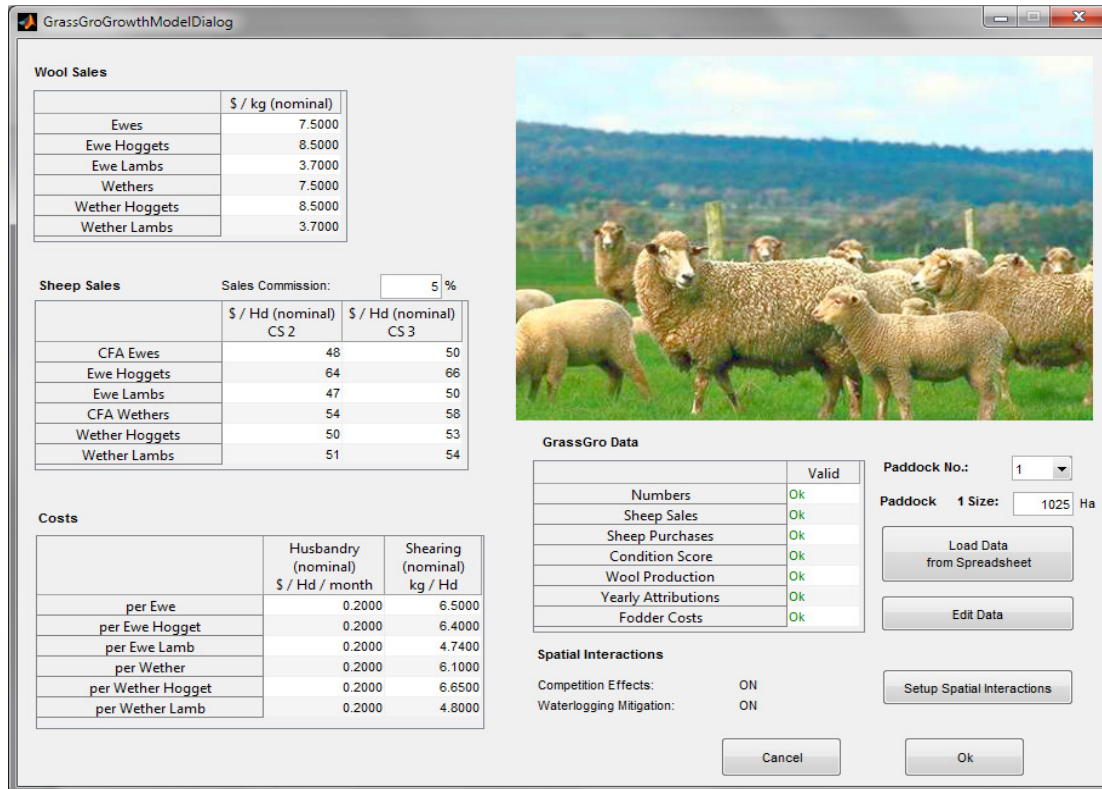 GrassGroGrowthModelDialog
Wool Sales
$ / kg (nominal)
Ewes 7.5000
Ewe Hoggets 8.5000
Ewe Lambs 3.7000
Wethers 7.5000
Wether Hoggets 8.5000
Wether Lambs 3.7000
Sheep Sales Sales Commission: 5 %
$ / Hd (nominal) $ / Hd (nominal)
CS 2 CS 3
CFA Ewes 48 50
Ewe Hoggets 64 66
Ewe Lambs 47 50
CFA Wethers 54 58
Wether Hoggets 50 53
Wether Lambs 51 54
Costs
Husbandry Shearing
(nominal) (nominal)
$ / Hd / month kg / Hd
per Ewe 0.2000 6.5000
per Ewe Hogget 0.2000 6.4000
per Ewe Lamb 0.2000 4.7400
per Wether 0.2000 6.1000
per Wether Hogget 0.2000 6.6500
per Wether Lamb 0.2000 4.8000
GrassGro Data
Valid
Numbers Ok
Sheep Sales Ok
Sheep Purchases Ok
Condition Score Ok
Wool Production Ok
Yearly Attributions Ok
Fodder Costs Ok
Paddock No.: 1
Paddock 1 Size: 1025 Ha
Load Data
from Spreadsheet
Edit Data
Spatial Interactions
Competition Effects: ON
Waterlogging Mitigation: ON
Setup Spatial Interactions
Cancel Ok